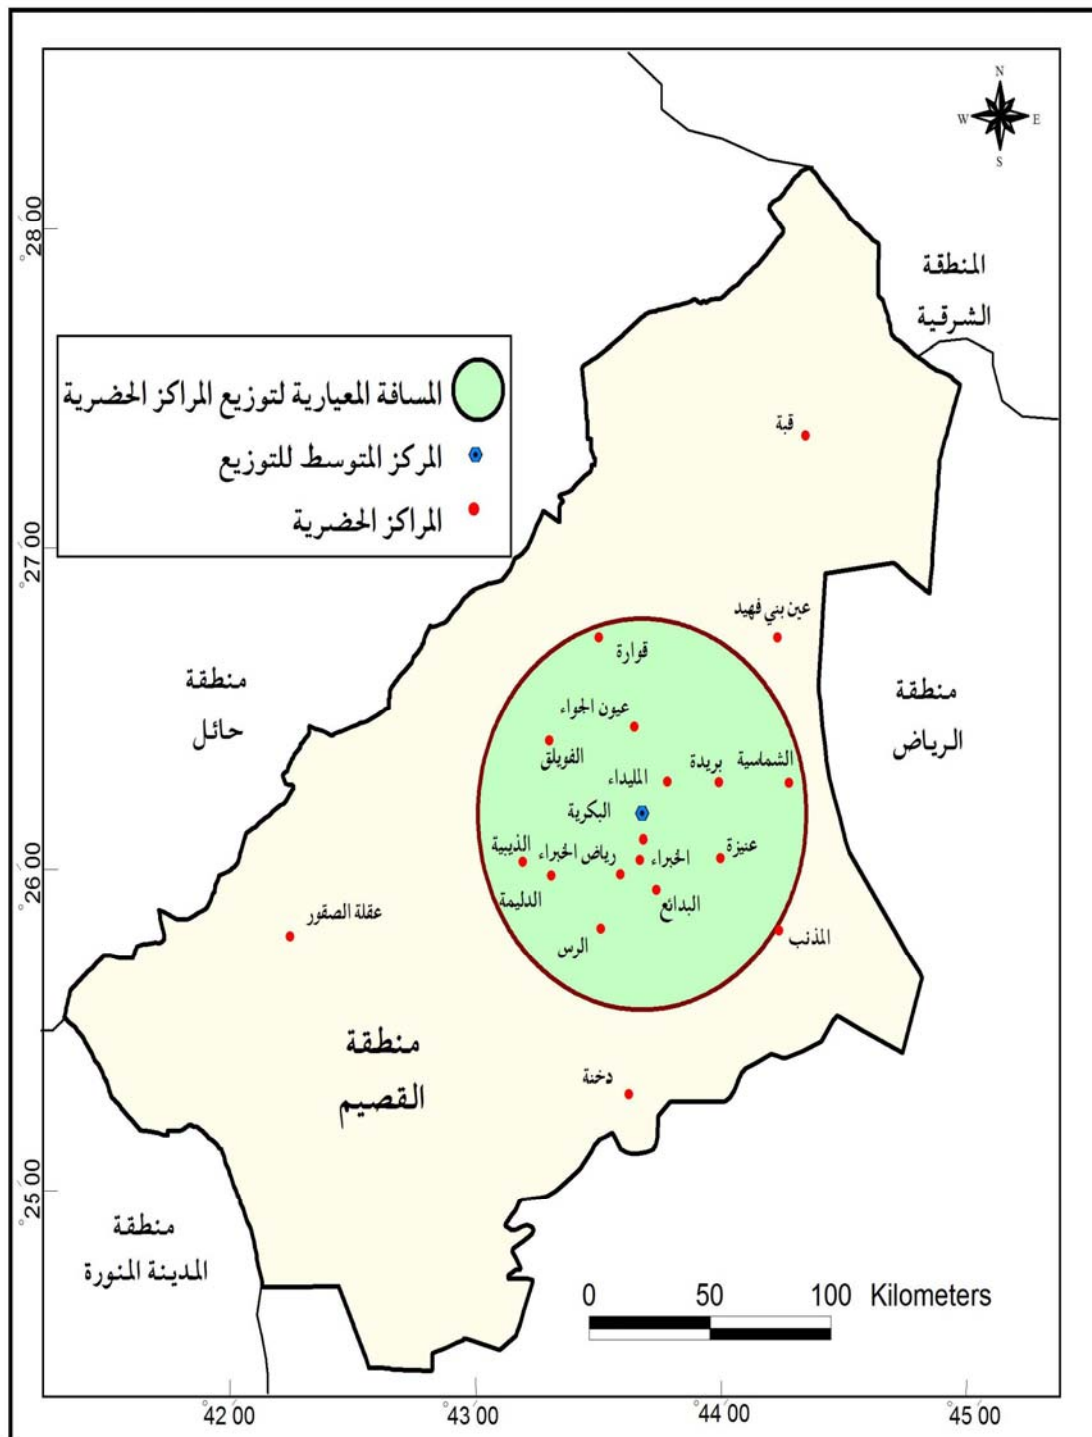 N
W E
S
المنطقة
الشرقية
المسافة المعيارية لتوزيع المراكز الحضرية
المركز المتوسط للتوزيع
المراكز الحضرية
قبة
عين بني فهيد
قوارة
منطقة
حائل
منطقة
الرياض
عيون الجواء
الفويلق
المليداء
بريدة
الشماسية
البكرية
الذيبية
رياض الخبراء
الخبراء
عنيزة
الدليمة
البدائع
عقلة الصقور
الرس
المذنب
منطقة
القصيم
دخنة
منطقة
المدينة المنورة
0 50 100 Kilometers
28°00´
27°00´
26°00´
25°00´
42°00´ 43°00´ 44°00´ 45°00´